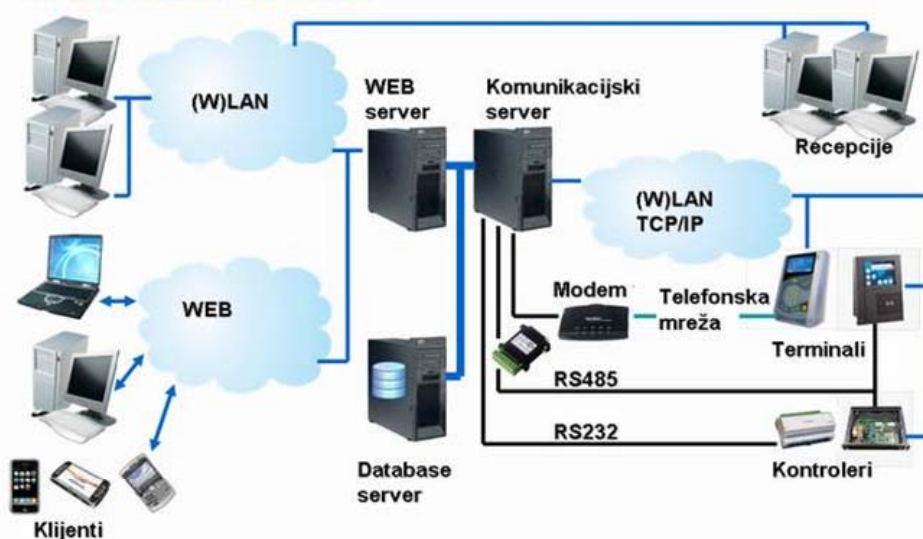 (W)LAN
WEB
server
Komunikacijski
server
Recepcije
(W)LAN
TCP/IP
WEB
Modem
Telefonska
mreža
Terminali
RS485
RS232
Database
server
Kontroleri
Klijenti